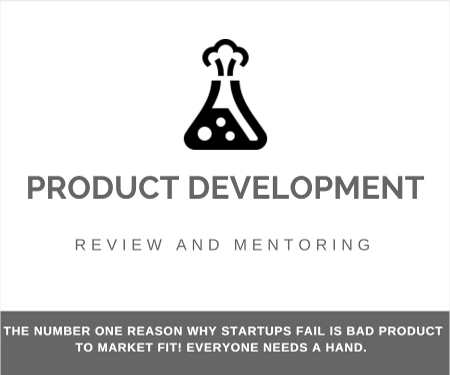 PRODUCT DEVELOPMENT
REVIEW AND MENTORING
THE NUMBER ONE REASON WHY STARTUPS FAIL IS BAD PRODUCT
TO MARKET FIT! EVERYONE NEEDS A HAND.